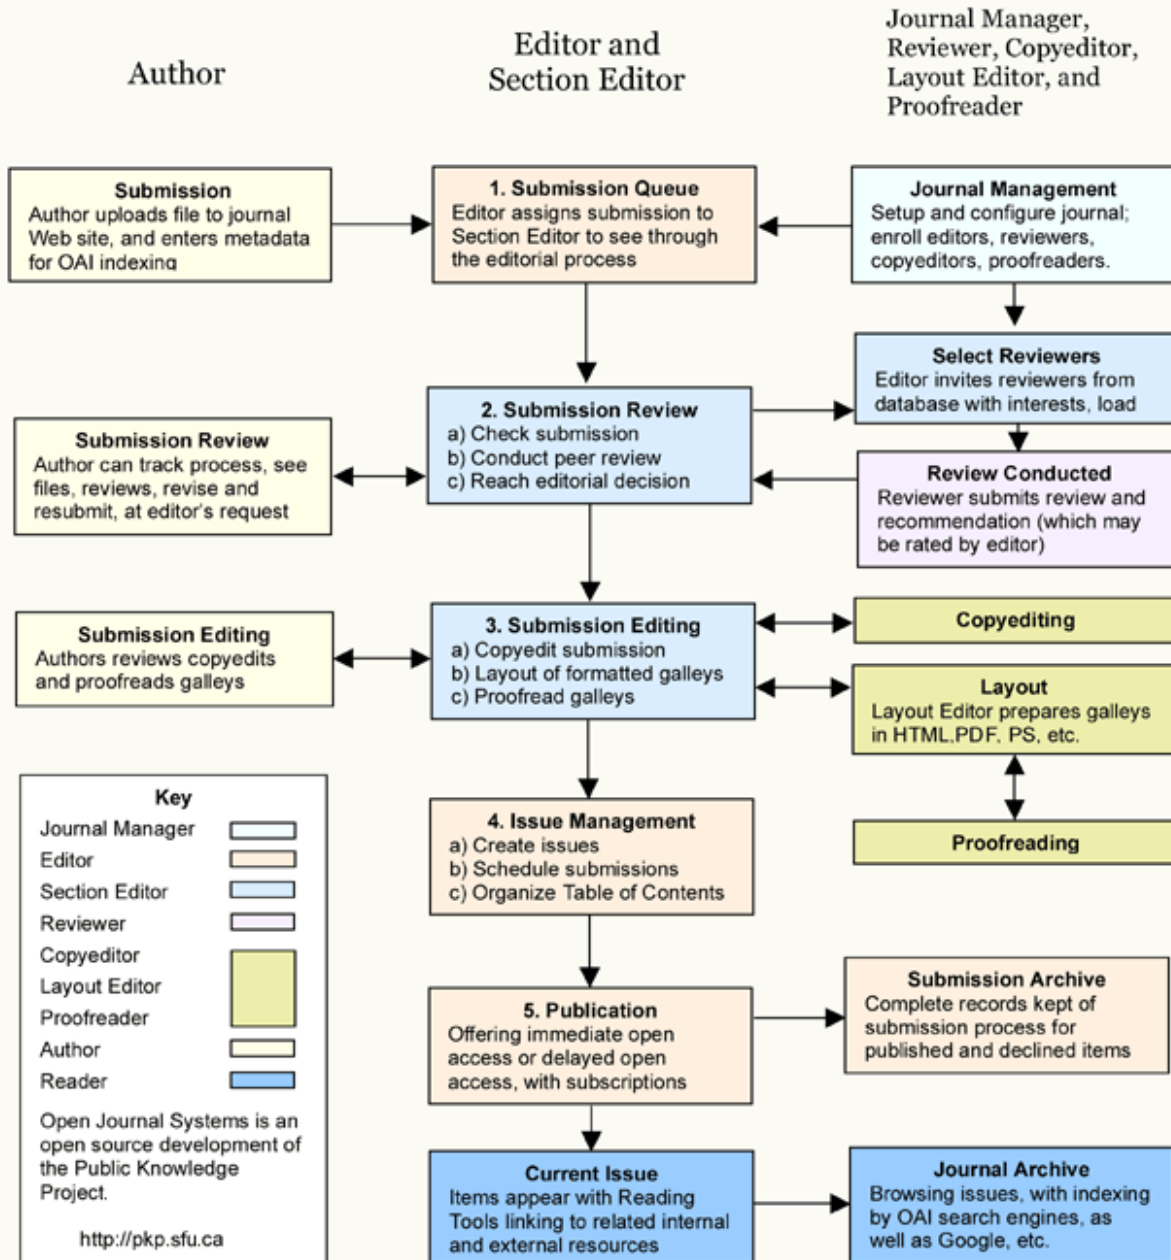 Author
Editor and
Section Editor
Journal Manager,
Reviewer, Copyeditor,
Layout Editor, and
Proofreader
Submission
Author uploads file to journal
Web site, and enters metadata
for OAI indexing
1. Submission Queue
Editor assigns submission to
Section Editor to see through
the editorial process
Journal Management
Setup and configure journal;
enroll editors, reviewers,
copyeditors, proofreaders.
Select Reviewers
Editor invites reviewers from
database with interests, load
Submission Review
Author can track process, see
files, reviews, revise and
resubmit, at editor's request
2. Submission Review
a) Check submission
b) Conduct peer review
c) Reach editorial decision
Review Conducted
Reviewer submits review and
recommendation (which may
be rated by editor)
Submission Editing
Authors reviews copyedits
and proofreads galleys
3. Submission Editing
a) Copyedit submission
b) Layout of formatted galleys
c) Proofread galleys
Copyediting
Layout
Layout Editor prepares galleys
in HTML,PDF, PS, etc.
Proofreading
Key
Journal Manager
Editor
Section Editor
Reviewer
Copyeditor
Layout Editor
Proofreader
Author
Reader
Open Journal Systems is an
open source development of
the Public Knowledge
Project.
http://pkp.sfu.ca
4. Issue Management
a) Create issues
b) Schedule submissions
c) Organize Table of Contents
5. Publication
Offering immediate open
access or delayed open
access, with subscriptions
Submission Archive
Complete records kept of
submission process for
published and declined items
Current Issue
Items appear with Reading
Tools linking to related internal
and external resources
Journal Archive
Browsing issues, with indexing
by OAI search engines, as
well as Google, etc.